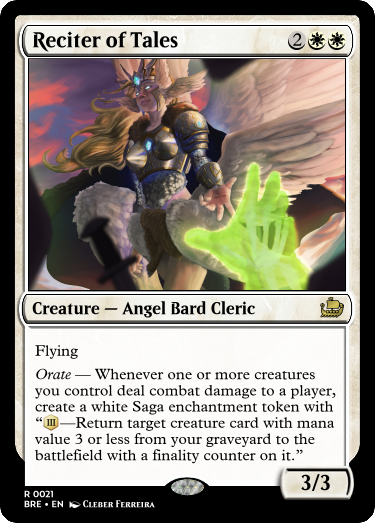 Reciter of Tales 2
Creature — Angel Bard Cleric
Flying
Orate — Whenever one or more creatures
you control deal combat damage to a player,
create a white Saga enchantment token with
“III—Return target creature card with mana
value 3 or less from your graveyard to the
battlefield with a finality counter on it.”
3/3
R 0021
BRE • EN Cleber Ferreira